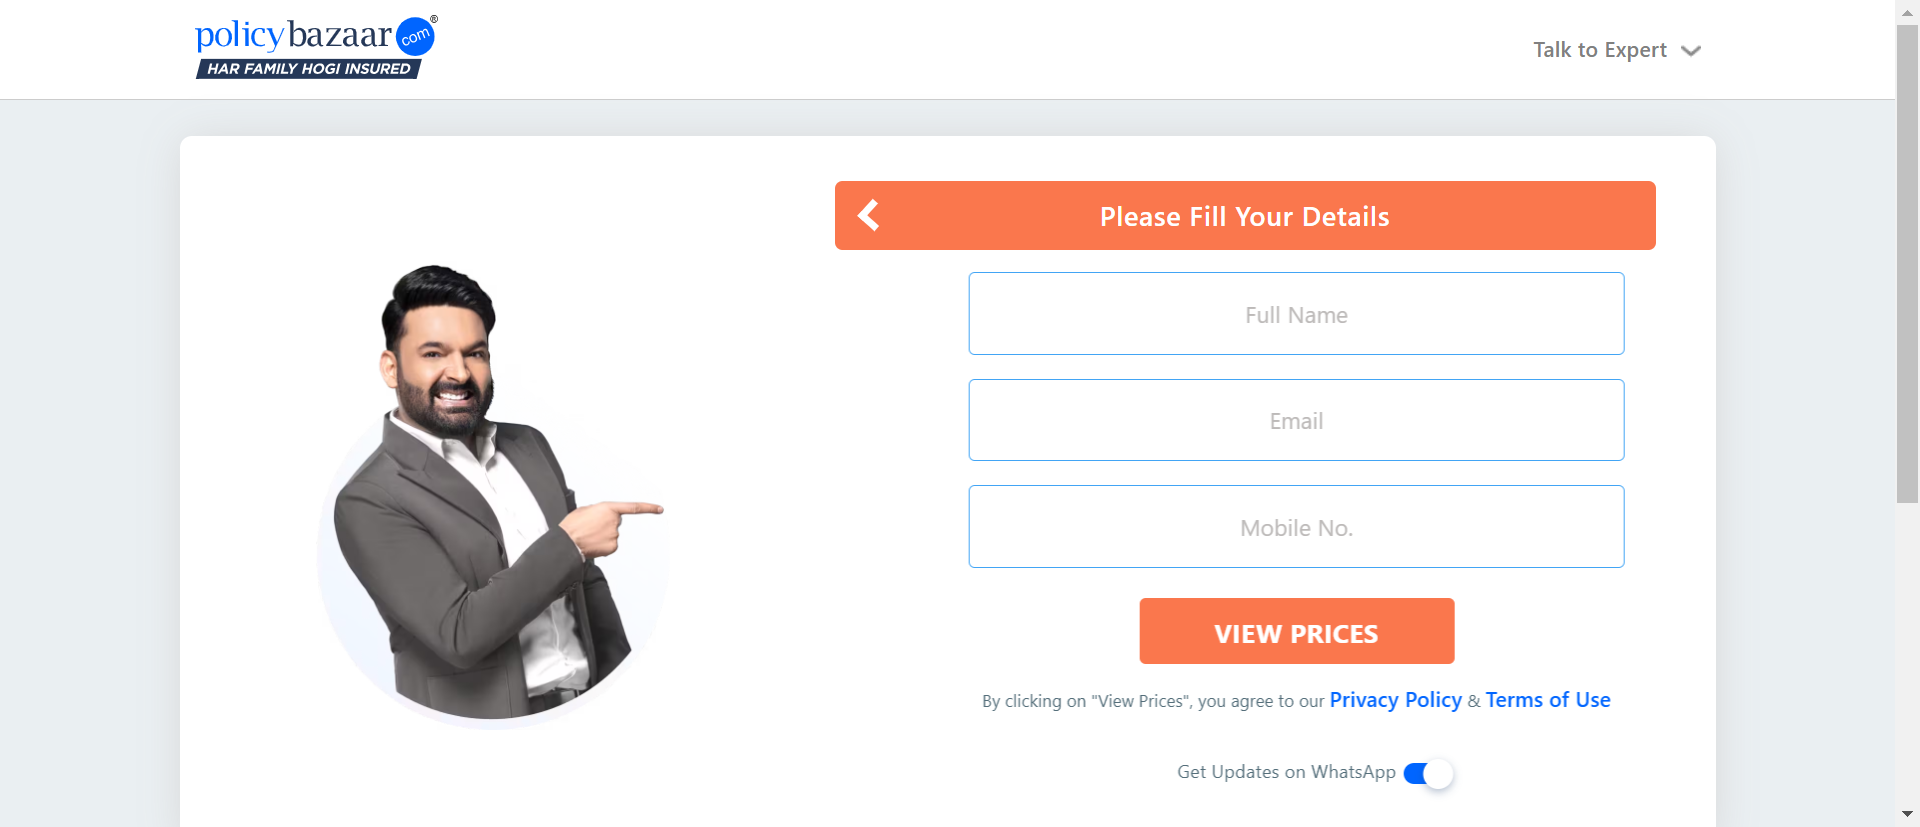 policybazaar com®
HAR FAMILY HOGI INSURED
Talk to Expert
Please Fill Your Details
Full Name
Email
Mobile No.
VIEW PRICES
By clicking on "View Prices", you agree to our Privacy Policy & Terms of Use
Get Updates on WhatsApp